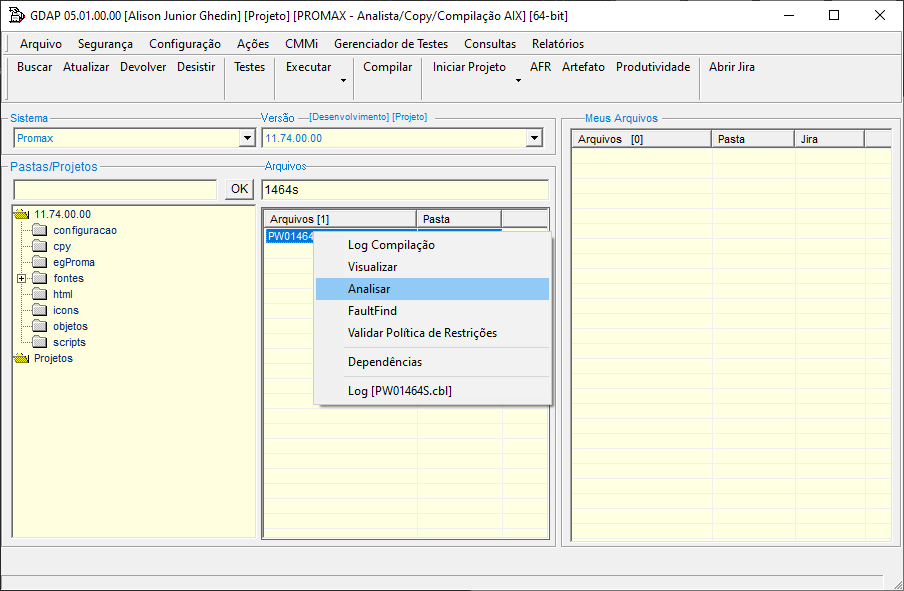 GDAP 05.01.00.00 [Alison Junior Ghedin] [Projeto] [PROMAX - Analista/Copy/Compilação AIX] [64-bit]
Arquivo Segurança Configuração Ações CMMi Gerenciador de Testes Consultas Relatórios
Buscar Atualizar Devolver Desistir Testes Executar Compilar Iniciar Projeto AFR Artefato Produtividade Abrir Jira
Sistema Versão [Desenvolvimento] [Projeto] Meus Arquivos
Promax 11.74.00.00 Arquivos [0] Pasta Jira
Pastas/Projetos Arquivos
OK 1464s
11.74.00.00 Arquivos [1] Pasta
configuracao PW01464
cpy Log Compilação
egProma Visualizar
fontes Analisar
html FaultFind
icons Validar Política de Restrições
objetos Dependências
scripts Log [PW01464S.cbl]
Projetos